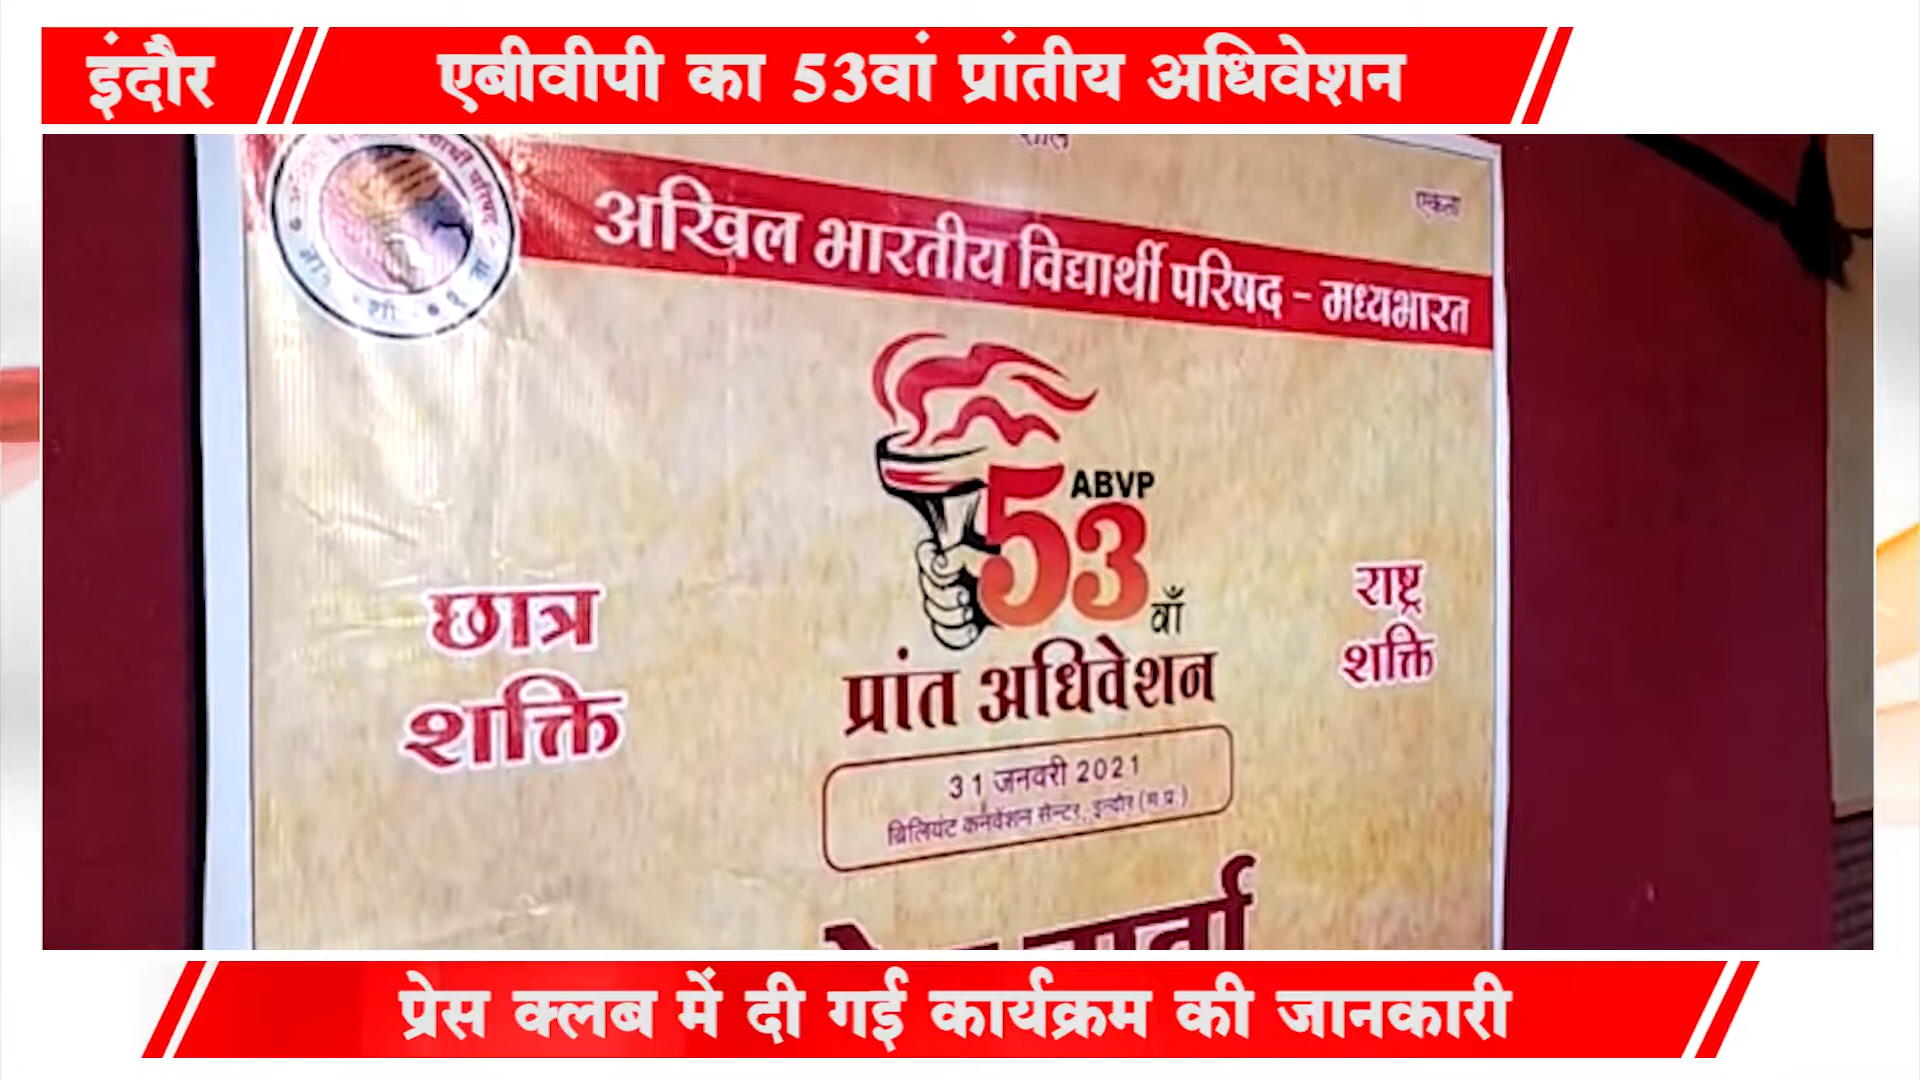 इंदौर
एबीवीपी का 53वां प्रांतीय अधिवेशन
शील
एकता
अखिल भारतीय विद्यार्थी परिषद - मध्यभारत
ABVP
53 वाँ
छात्र
शक्ति
राष्ट्र
शक्ति
प्रांत अधिवेशन
31 जनवरी 2021
ब्रिलियंट कनवेंशन सेन्टर, इन्दौर (म.प्र.)
प्रेस क्लब में दी गई कार्यक्रम की जानकारी